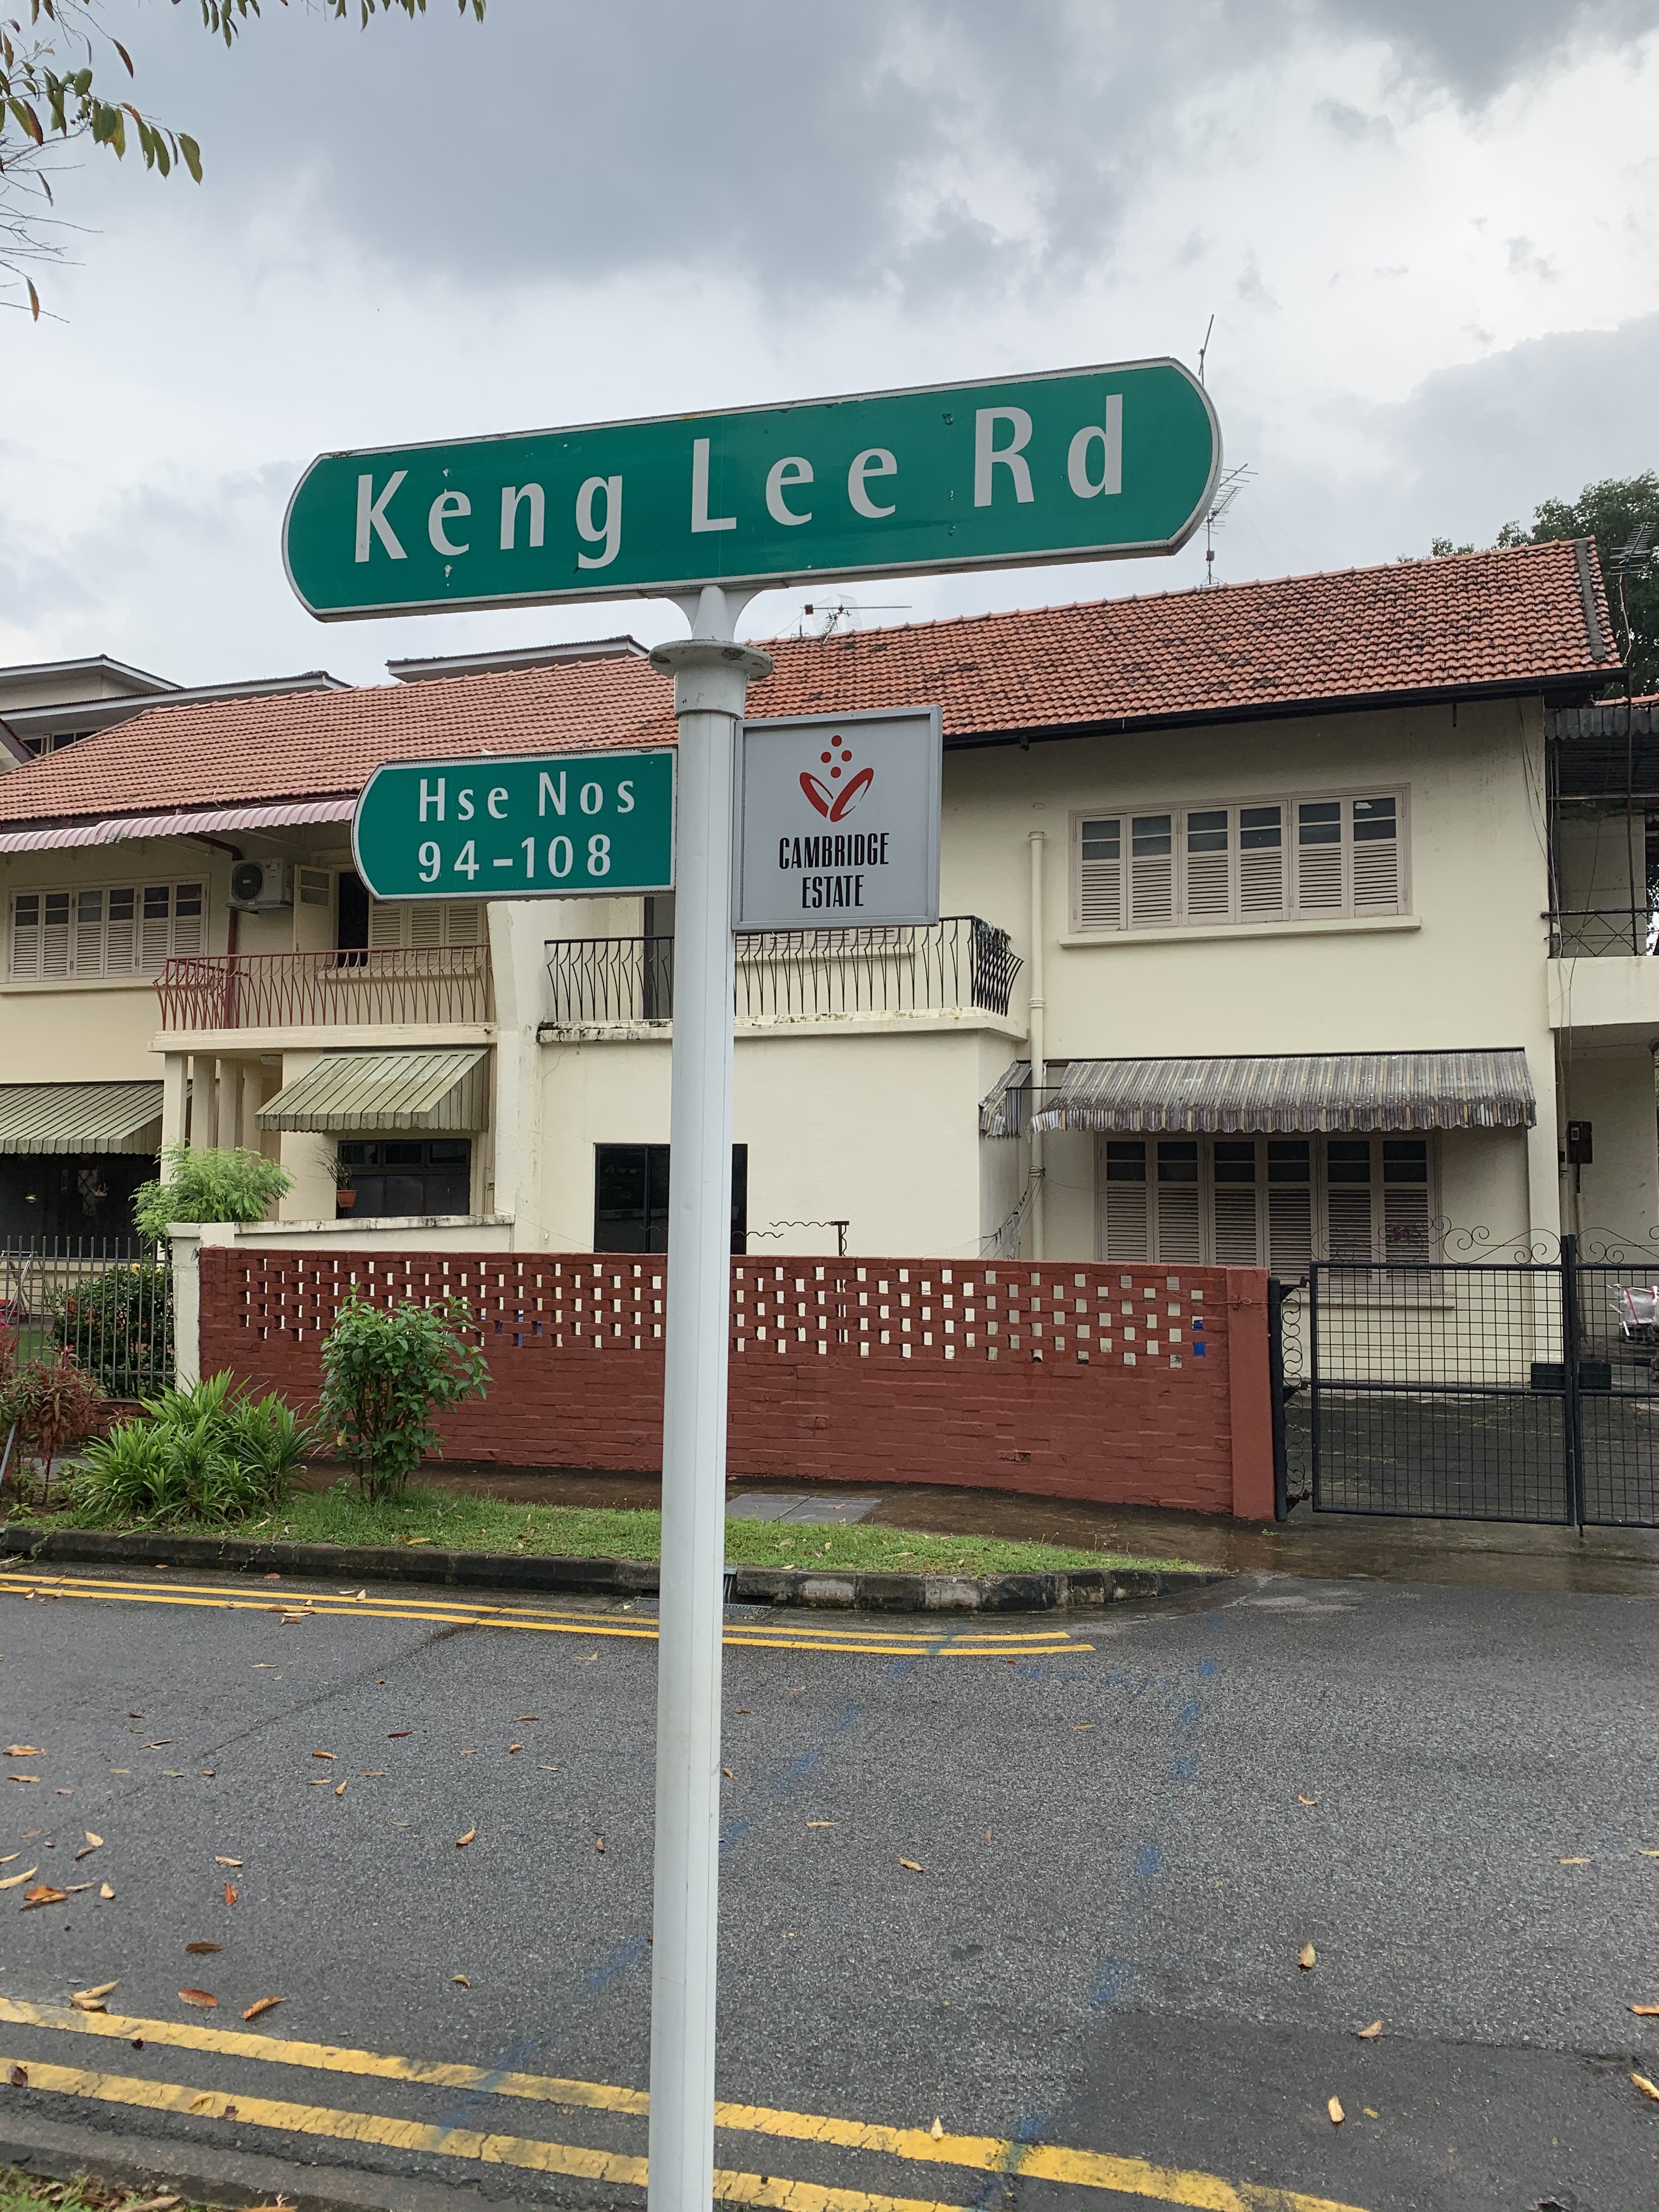 Keng Lee Rd
Hse Nos
94-108
CAMBRIDGE
ESTATE